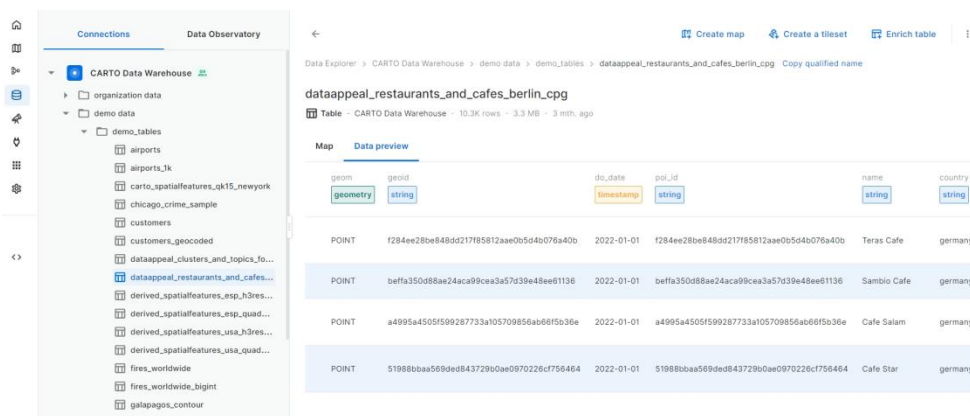 Connections Data Observatory
CARTO Data Warehouse
organization data
demo data
demo_tables
airports
airports_1k
carto_spatialfeatures_qk15_newyork
chicago_crime_sample
customers
customers_geocoded
dataappeal_clusters_and_topics_fo...
dataappeal_restaurants_and_cafes...
derived_spatialfeatures_esp_h3res...
derived_spatialfeatures_esp_quad...
derived_spatialfeatures_usa_h3res...
derived_spatialfeatures_usa_quad...
fires_worldwide
fires_worldwide_bigint
galapagos_contour
Create map Create a tileset Enrich table
Data Explorer > CARTO Data Warehouse > demo data > demo_tables > dataappeal_restaurants_and_cafes_berlin_cpg Copy qualified name
dataappeal_restaurants_and_cafes_berlin_cpg
Table · CARTO Data Warehouse · 10.3K rows · 3.3 MB · 3 mth. ago
Map Data preview
geom geoid do_date poi_id name country
geometry string timestamp string string string
POINT f284ee28be848dd217f85812aae0b5d4b076a40b 2022-01-01 f284ee28be848dd217f85812aae0b5d4b076a40b Teras Cafe germany
POINT beffa350d88ae24aca99cea3a57d39e48ee61136 2022-01-01 beffa350d88ae24aca99cea3a57d39e48ee61136 Sambio Cafe germany
POINT a4995a4505f599287733a105709856ab66f5b36e 2022-01-01 a4995a4505f599287733a105709856ab66f5b36e Cafe Salam germany
POINT 51988bbaa569ded843729b0ae0970226cf756464 2022-01-01 51988bbaa569ded843729b0ae0970226cf756464 Cafe Star germany